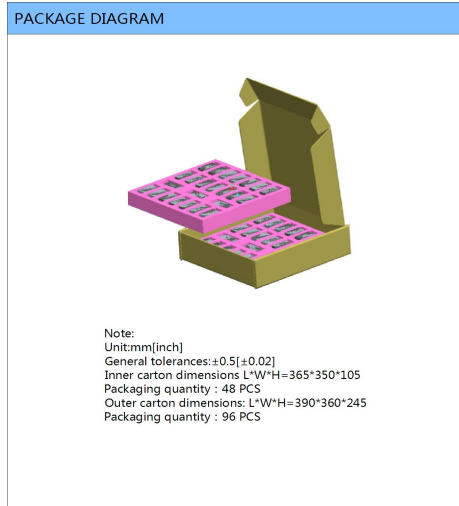 PACKAGE DIAGRAM
Note:
Unit:mm[inch]
General tolerances:±0.5[±0.02]
Inner carton dimensions L*W*H=365*350*105
Packaging quantity : 48 PCS
Outer carton dimensions: L*W*H=390*360*245
Packaging quantity : 96 PCS